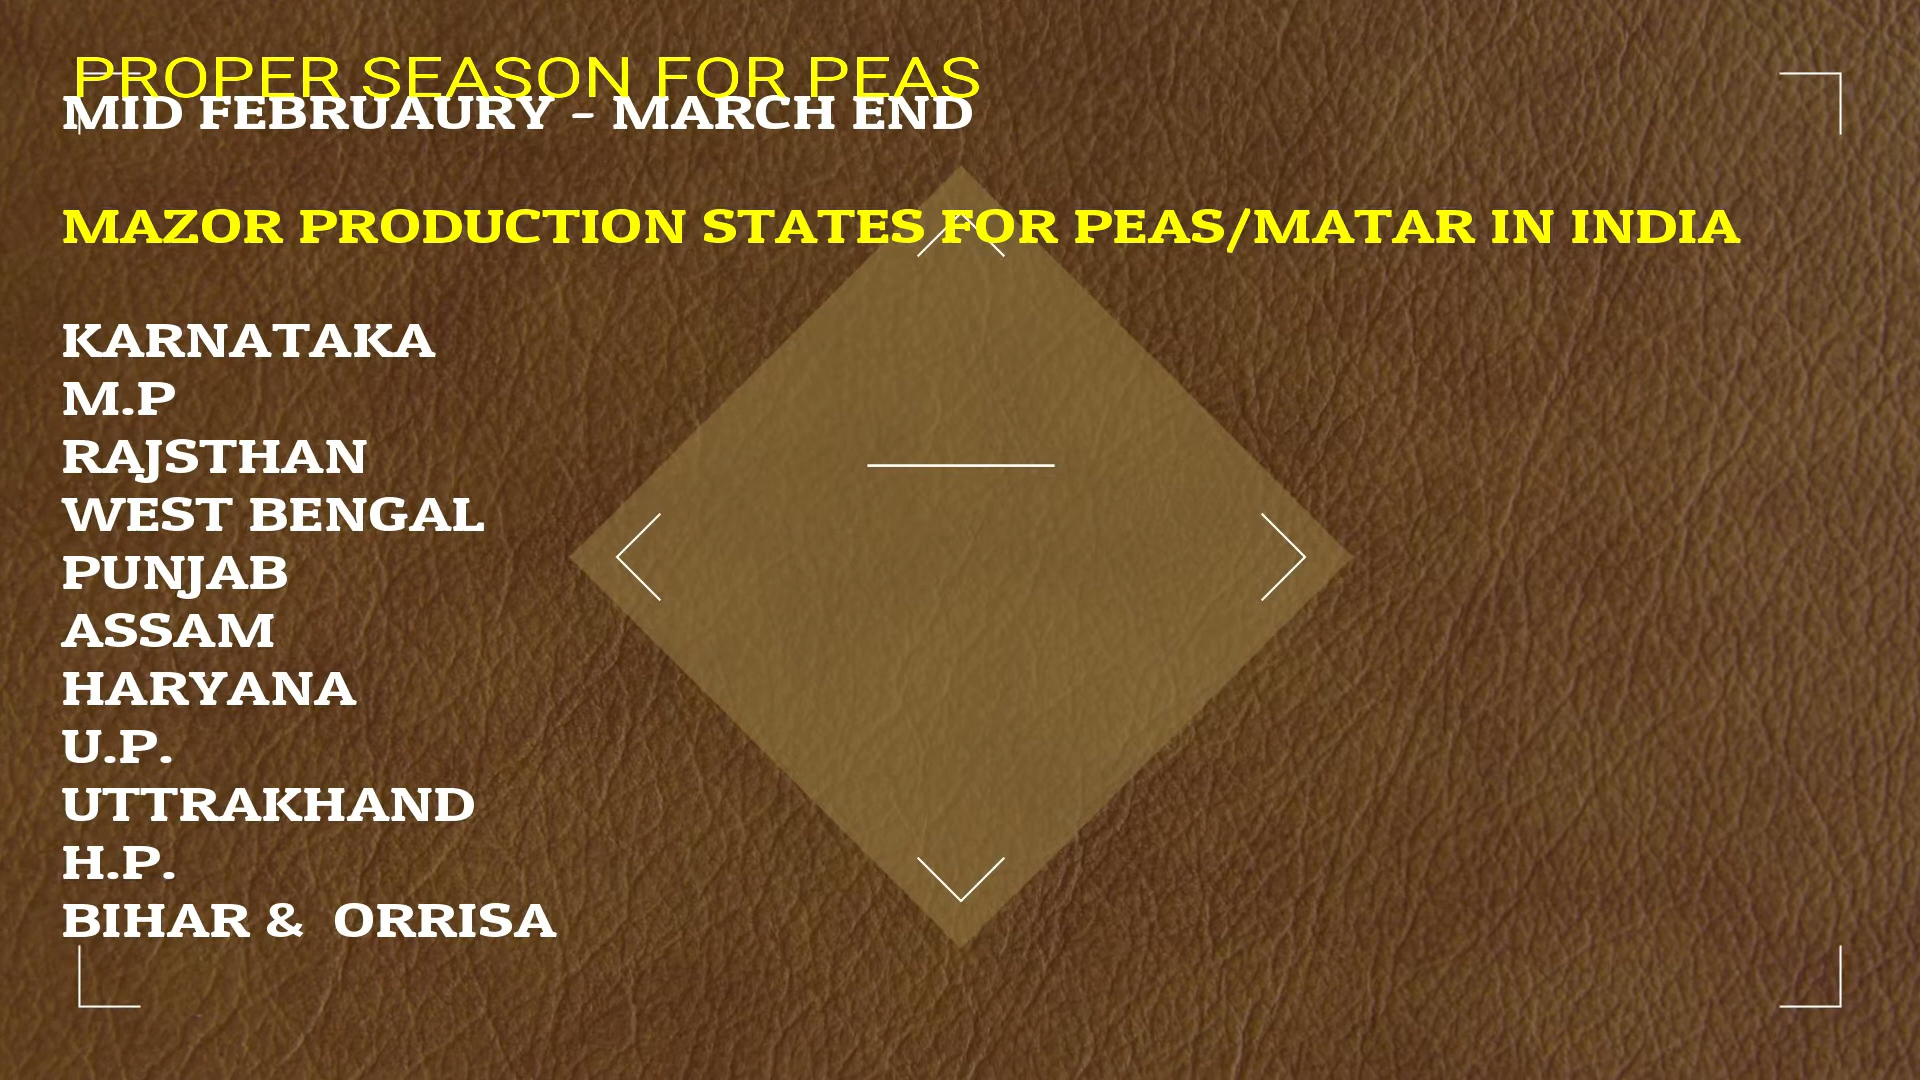 PROPER SEASON FOR PEAS
MID FEBRUAURY – MARCH END
MAZOR PRODUCTION STATES FOR PEAS/MATAR IN INDIA
KARNATAKA
M.P
RAJSTHAN
WEST BENGAL
PUNJAB
ASSAM
HARYANA
U.P.
UTTRAKHAND
H.P.
BIHAR &  ORRISA